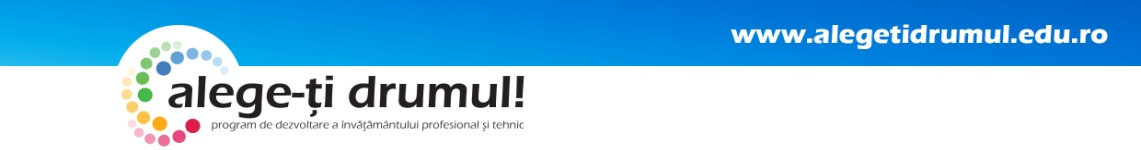 www.alegetidrumul.edu.ro
alege-ți drumul!
program de dezvoltare a învățământului profesional și tehnic